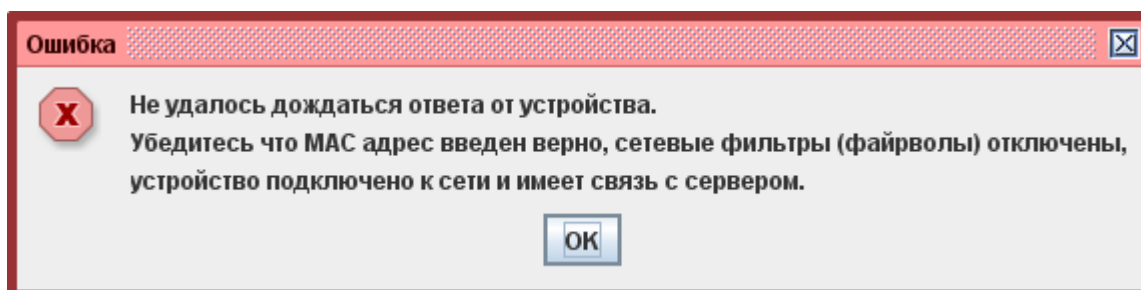 Ошибка
Не удалось дождаться ответа от устройства.
Убедитесь что MAC адрес введен верно, сетевые фильтры (файрволы) отключены,
устройство подключено к сети и имеет связь с сервером.
OK